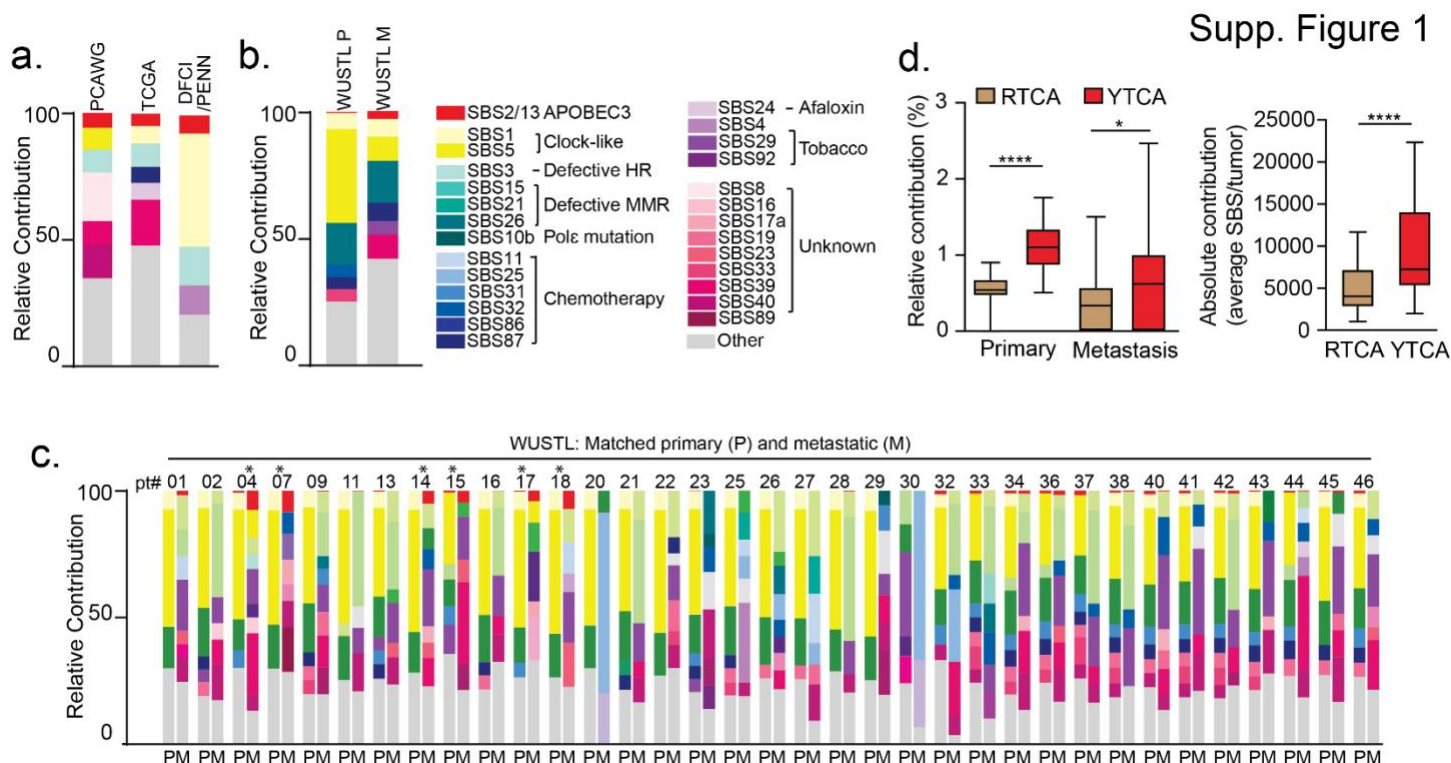 Supp. Figure 1
a.
PCAWG
TCGA
DFCI
/PENN
100
50
0
Relative Contribution
b.
WUSTL P
WUSTL M
100
50
0
Relative Contribution
SBS2/13 APOBEC3
SBS1
SBS5
Clock-like
SBS3 - Defective HR
SBS15
SBS21
SBS26
Defective MMR
SBS10b Polε mutation
SBS11
SBS25
SBS31
SBS32
SBS86
SBS87
Chemotherapy
SBS24 - Afaloxin
SBS4
SBS29
SBS92
Tobacco
SBS8
SBS16
SBS17a
SBS19
SBS23
SBS33
SBS39
SBS40
SBS89
Unknown
Other
d.
RTCA YTCA
Relative contribution (%)
3
2
1
0
****
*
Primary Metastasis
Absolute contribution
(average SBS/tumor)
25000
20000
15000
10000
5000
0
****
RTCA YTCA
c.
WUSTL: Matched primary (P) and metastatic (M)
* * * * * *
pt# 01 02 04 07 09 11 13 14 15 16 17 18 20 21 22 23 25 26 27 28 29 30 32 33 34 36 37 38 40 41 42 43 44 45 46
100
50
0
Relative Contribution
PM PM PM PM PM PM PM PM PM PM PM PM PM PM PM PM PM PM PM PM PM PM PM PM PM PM PM PM PM PM PM PM PM PM PM